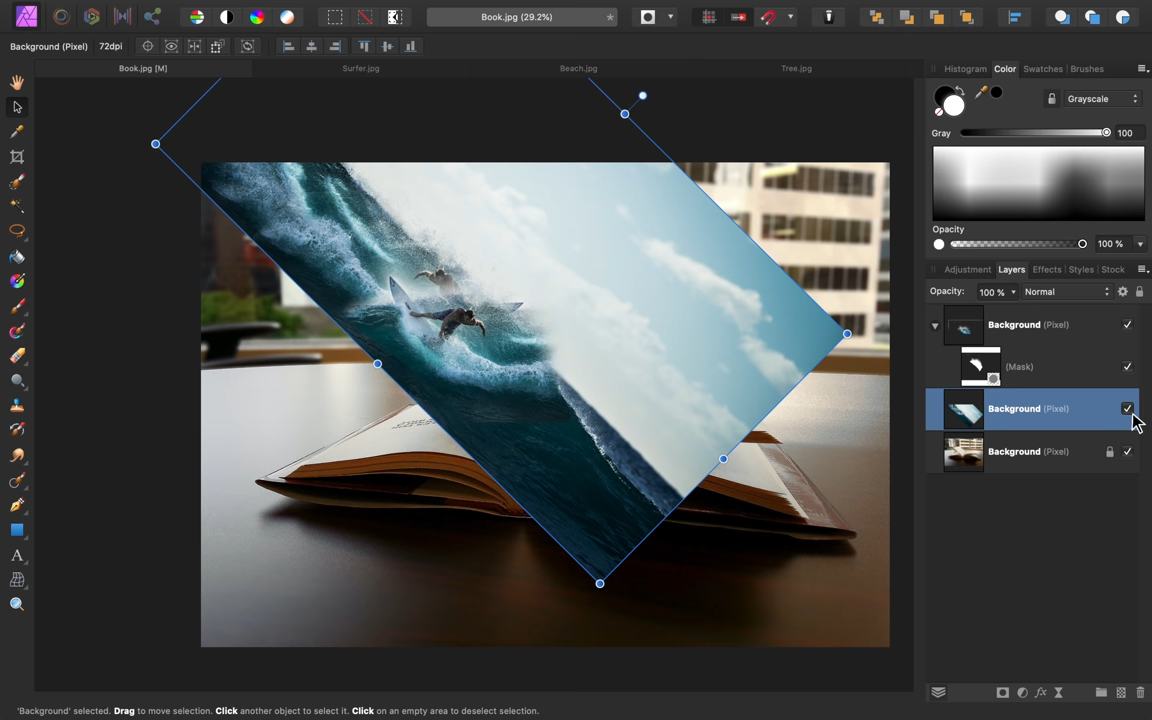 Book.jpg (29.2%)
*
Background (Pixel)
72dpi
Book.jpg [M]
Surfer.jpg
Beach.jpg
Tree.jpg
Histogram
Color
Swatches
Brushes
Grayscale
Gray
100
Opacity
100 %
Adjustment
Layers
Effects
Styles
Stock
Opacity:
100 %
Normal
Background (Pixel)
(Mask)
Background (Pixel)
Background (Pixel)
fx
A
'Background' selected. Drag to move selection. Click another object to select it. Click on an empty area to deselect selection.